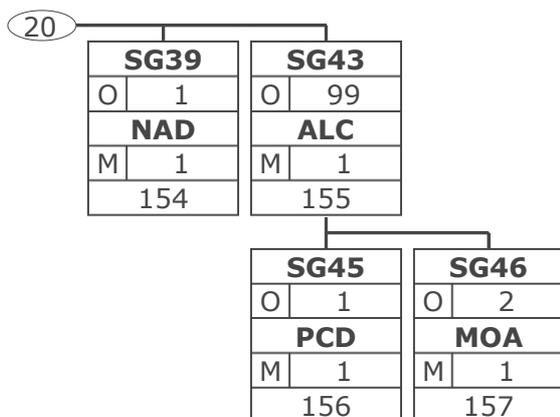 20
SG39
O 1
NAD
M 1
154
SG43
O 99
ALC
M 1
155
SG45
O 1
PCD
M 1
156
SG46
O 2
MOA
M 1
157